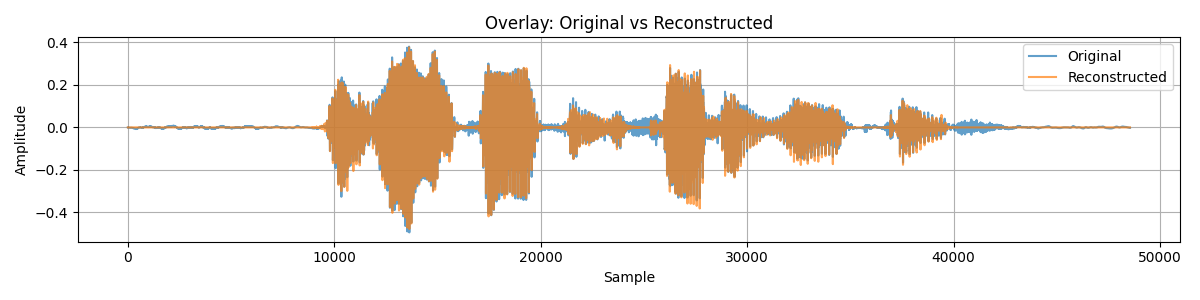 Overlay: Original vs Reconstructed
Amplitude
0.4
0.2
0.0
−0.2
−0.4
Original
Reconstructed
0 10000 20000 30000 40000 50000
Sample